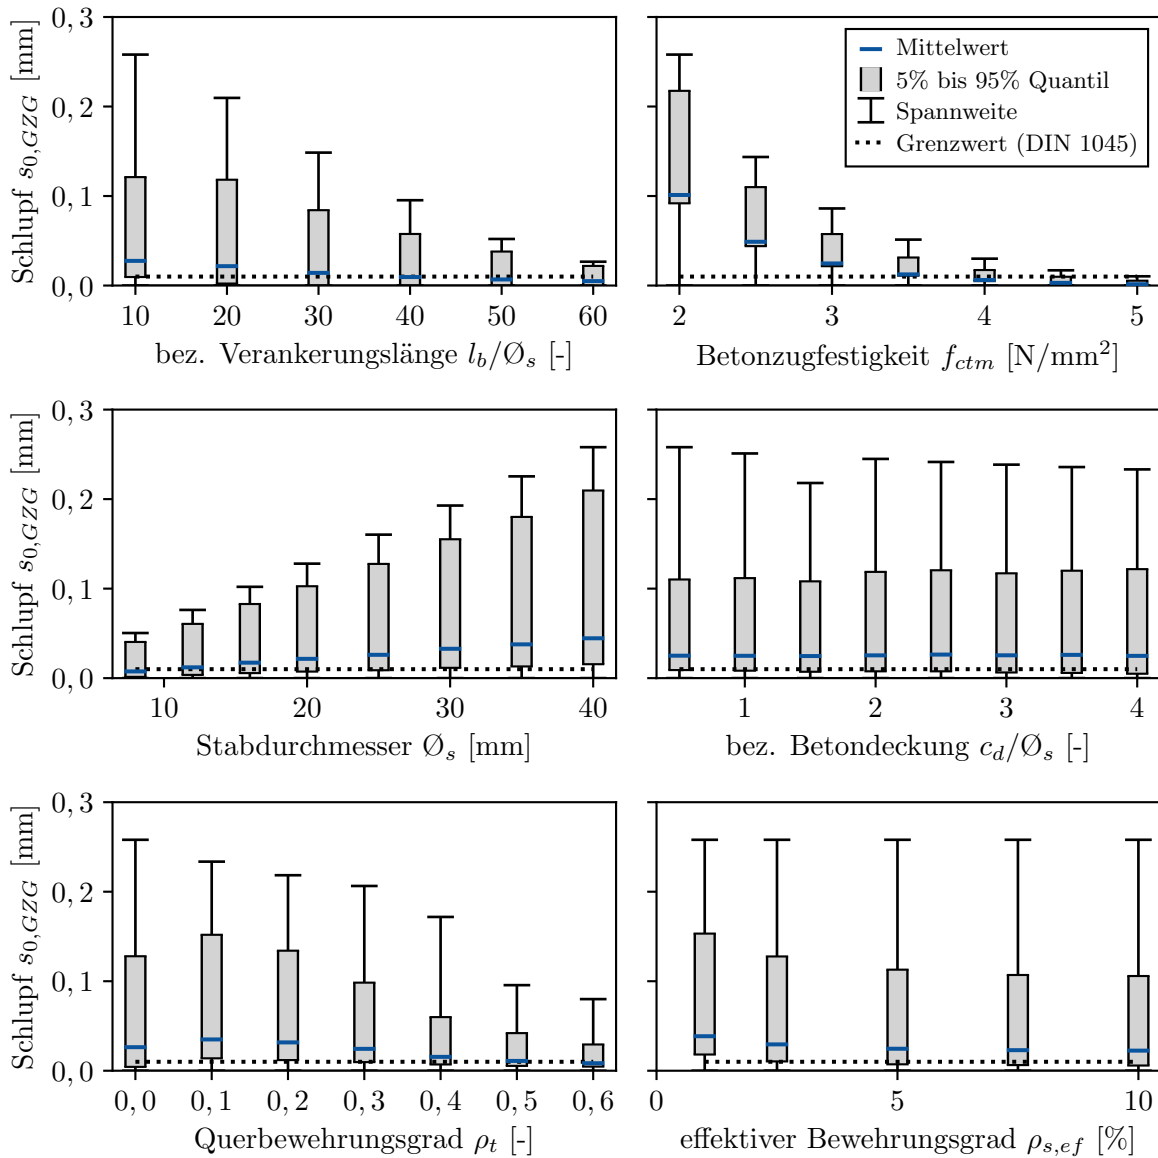 Schlupf s0,GZG [mm]
0,3
0,2
0,1
0,0
10 20 30 40 50 60
bez. Verankerungslänge lb/Øs [-]
Mittelwert
5% bis 95% Quantil
Spannweite
Grenzwert (DIN 1045)
2 3 4 5
Betonzugfestigkeit fctm [N/mm²]
Schlupf s0,GZG [mm]
0,3
0,2
0,1
0,0
10 20 30 40
Stabdurchmesser Øs [mm]
1 2 3 4
bez. Betondeckung cd/Øs [-]
Schlupf s0,GZG [mm]
0,3
0,2
0,1
0,0
0,0 0,1 0,2 0,3 0,4 0,5 0,6
Querbewehrungsgrad ρt [-]
0 5 10
effektiver Bewehrungsgrad ρs,ef [%]